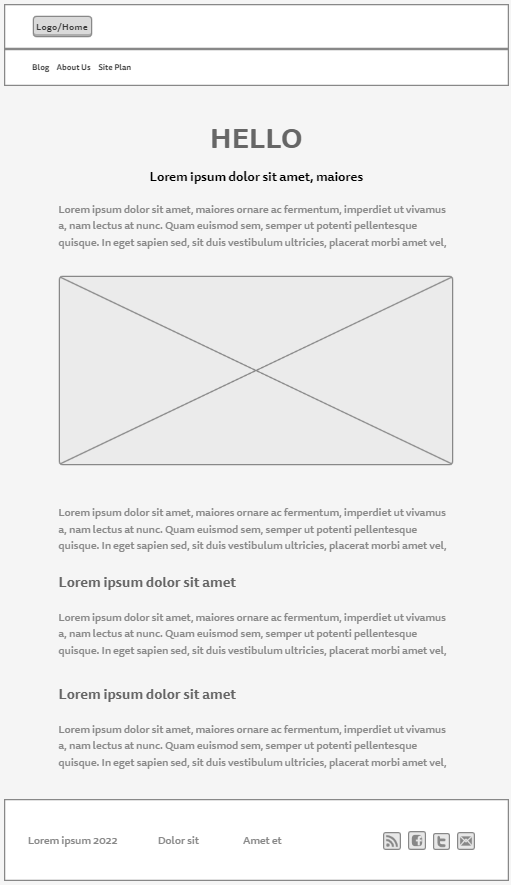 Logo/Home
Blog About Us Site Plan
HELLO
Lorem ipsum dolor sit amet, maiores
Lorem ipsum dolor sit amet, maiores ornare ac fermentum, imperdiet ut vivamus
a, nam lectus at nunc. Quam euismod sem, semper ut potenti pellentesque
quisque. In eget sapien sed, sit duis vestibulum ultricies, placerat morbi amet vel,
Lorem ipsum dolor sit amet, maiores ornare ac fermentum, imperdiet ut vivamus
a, nam lectus at nunc. Quam euismod sem, semper ut potenti pellentesque
quisque. In eget sapien sed, sit duis vestibulum ultricies, placerat morbi amet vel,
Lorem ipsum dolor sit amet
Lorem ipsum dolor sit amet, maiores ornare ac fermentum, imperdiet ut vivamus
a, nam lectus at nunc. Quam euismod sem, semper ut potenti pellentesque
quisque. In eget sapien sed, sit duis vestibulum ultricies, placerat morbi amet vel,
Lorem ipsum dolor sit amet
Lorem ipsum dolor sit amet, maiores ornare ac fermentum, imperdiet ut vivamus
a, nam lectus at nunc. Quam euismod sem, semper ut potenti pellentesque
quisque. In eget sapien sed, sit duis vestibulum ultricies, placerat morbi amet vel,
Lorem ipsum 2022 Dolor sit Amet et